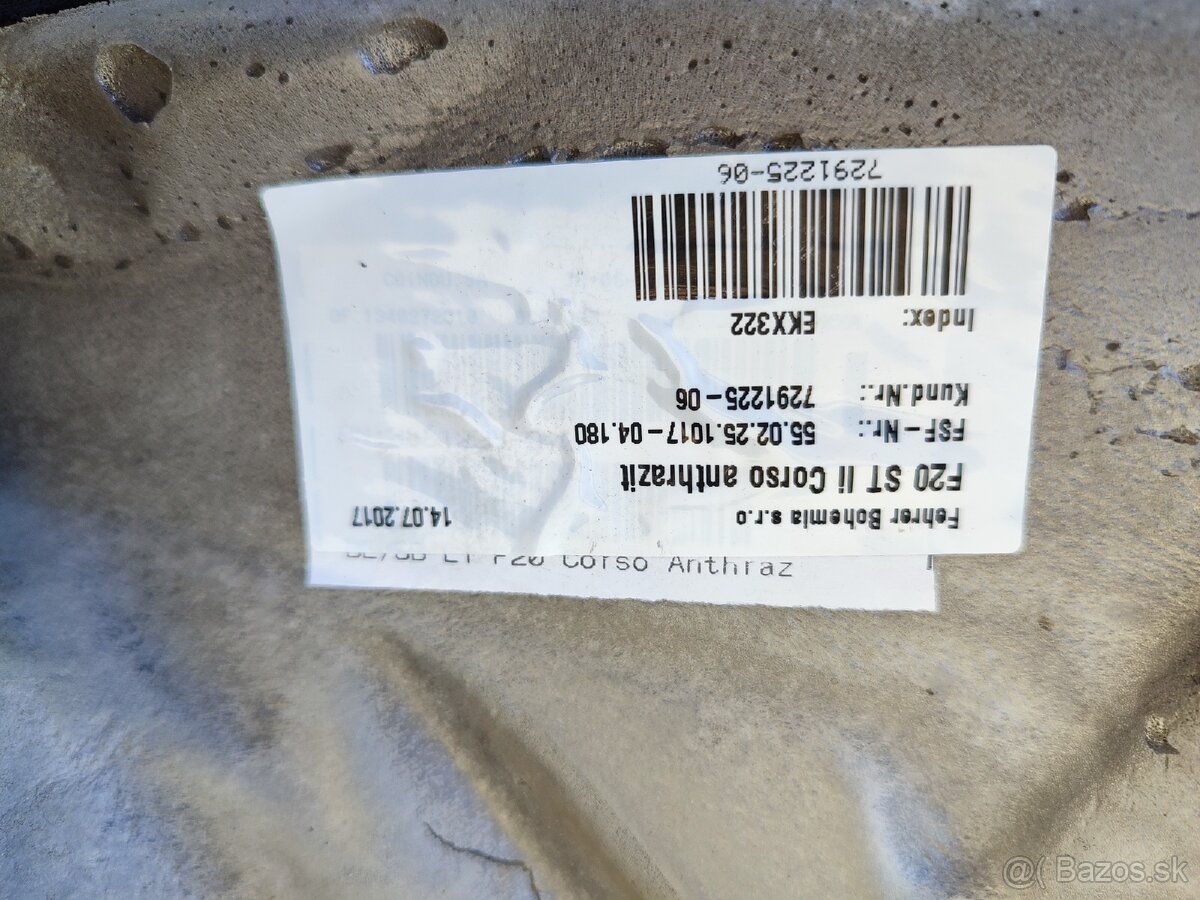 Fehrer Bohemia s.r.o 14.07.2017
F20 ST li Corso anthrazit
FSF-Nr.: 55.02.25.1017-04.180
Kund.Nr.: 7291225-06
Index: EKX322
7291225-06
F20 Corso Anthraz
@( Bazos.sk